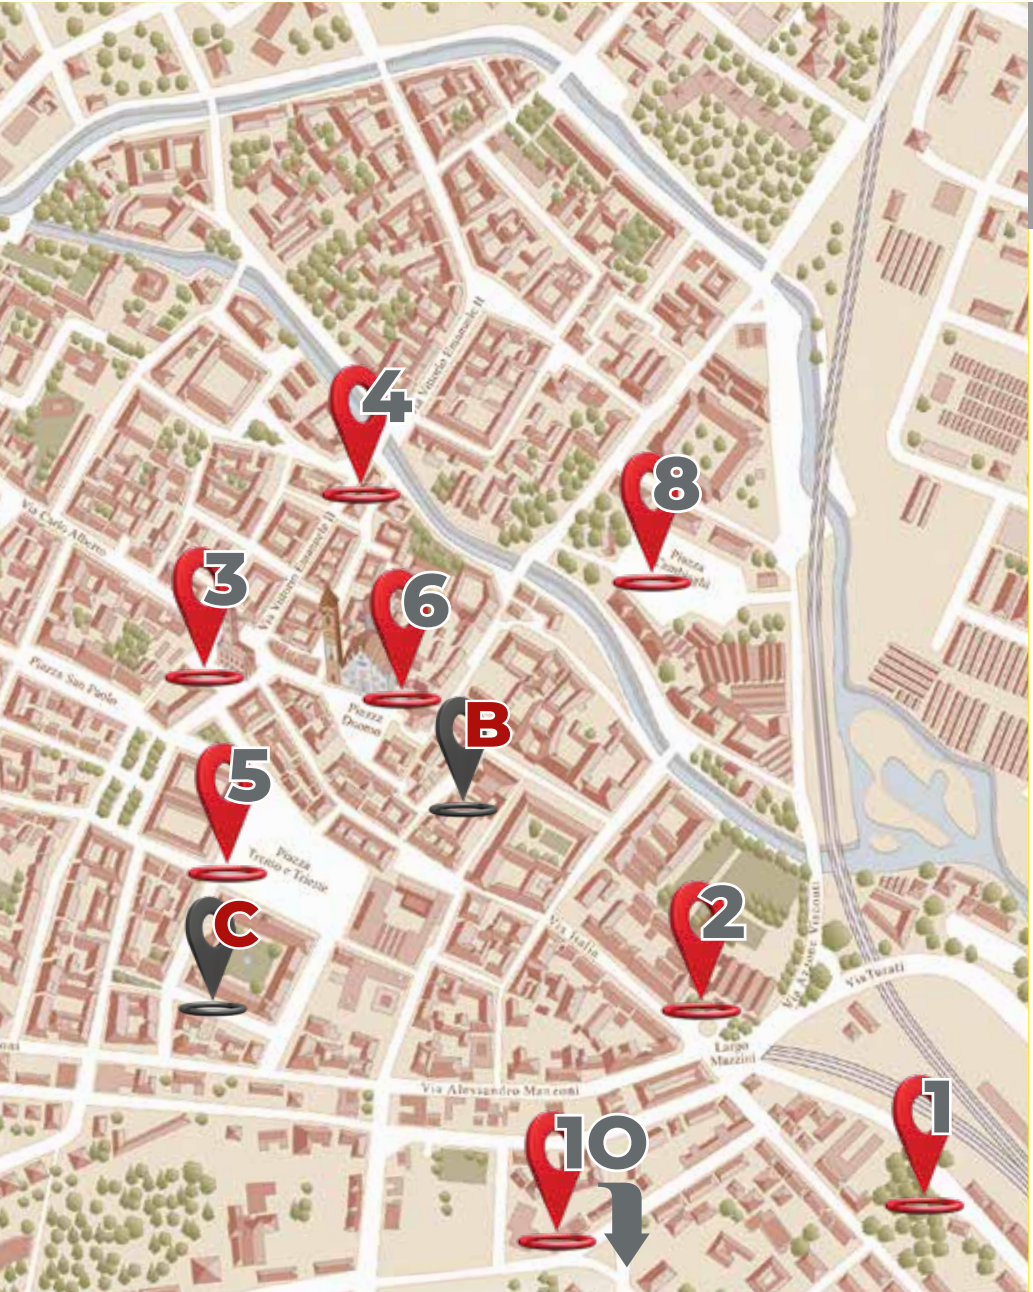 4
Vittorio Emanuele II
8
Piazza
Cambiaghi
Via Carlo Alberto
Via Vittorio Emanuele II
3
6
Piazza San Paolo
Piazza
Duomo
B
5
Piazza
Trento e Trieste
C
2
Via Italia
Via Azzone Visconti
Via Turati
Largo
Mazzini
oni
Via Alessandro Manzoni
1
10